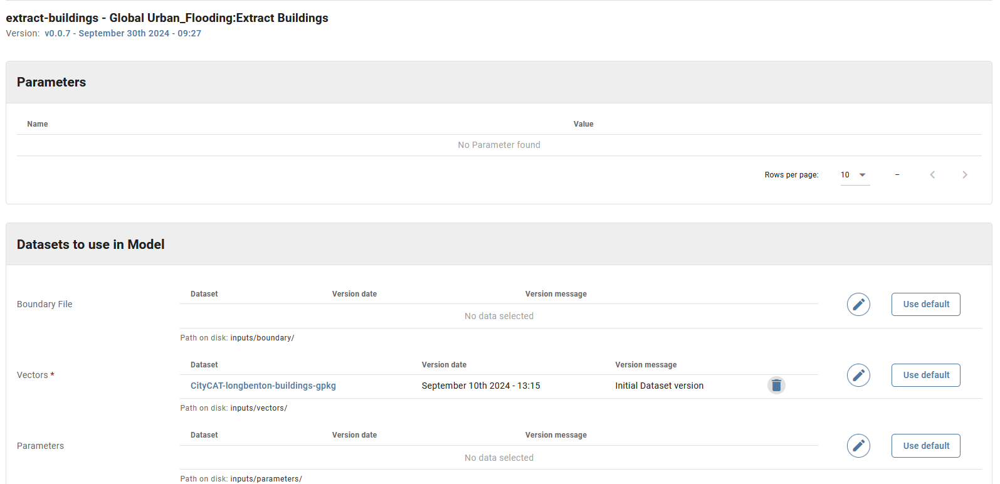 extract-buildings - Global Urban_Flooding:Extract Buildings
Version: v0.0.7 - September 30th 2024 - 09:27
Parameters
Name Value
No Parameter found
Rows per page: 10 –
Datasets to use in Model
Boundary File
Dataset Version date Version message
No data selected
Use default
Path on disk: inputs/boundary/
Vectors *
Dataset Version date Version message
CityCAT-longbenton-buildings-gpkg September 10th 2024 - 13:15 Initial Dataset version
Use default
Path on disk: inputs/vectors/
Parameters
Dataset Version date Version message
No data selected
Use default
Path on disk: inputs/parameters/